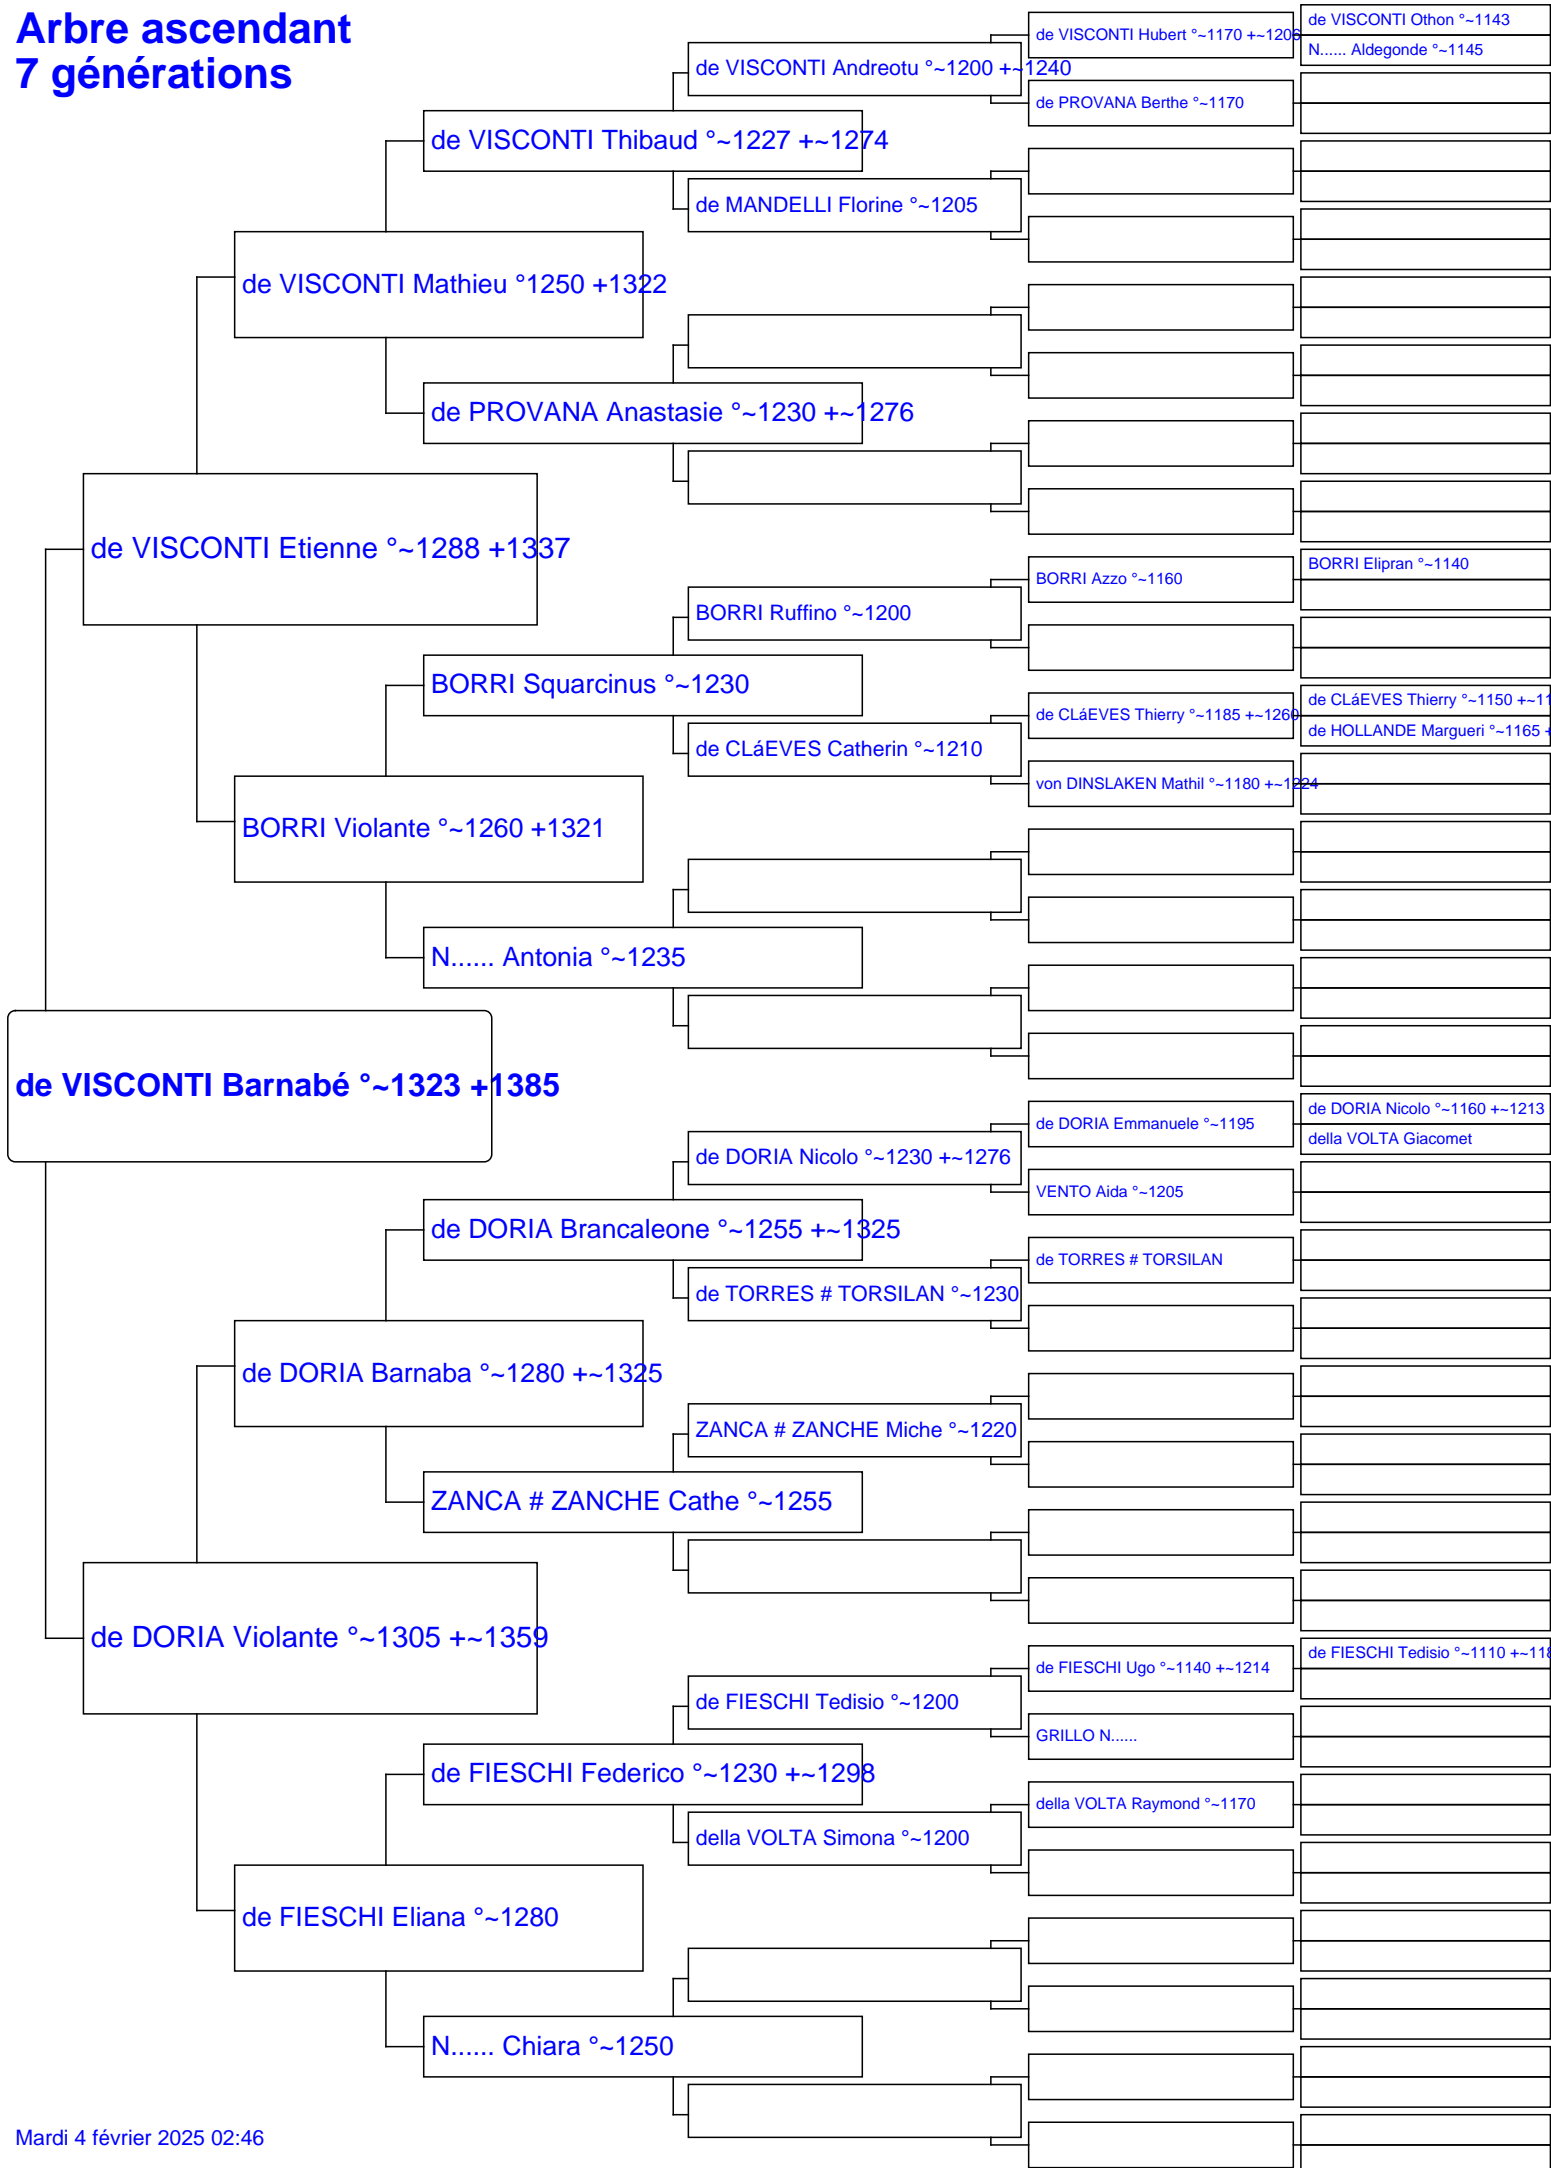 Arbre ascendant
7 générations
de VISCONTI Othon °~1143
de VISCONTI Hubert °~1170 +~1206
N...... Aldegonde °~1145
de VISCONTI Andreotu °~1200 +~1240
de PROVANA Berthe °~1170
de VISCONTI Thibaud °~1227 +~1274
de MANDELLI Florine °~1205
de VISCONTI Mathieu °1250 +1322
de PROVANA Anastasie °~1230 +~1276
de VISCONTI Etienne °~1288 +1337
BORRI Elipran °~1140
BORRI Azzo °~1160
BORRI Ruffino °~1200
BORRI Squarcinus °~1230
de CLáEVES Thierry °~1150 +~11
de CLáEVES Thierry °~1185 +~1260
de HOLLANDE Margueri °~1165 +
de CLáEVES Catherin °~1210
von DINSLAKEN Mathil °~1180 +~1224
BORRI Violante °~1260 +1321
N...... Antonia °~1235
de VISCONTI Barnabé °~1323 +1385
de DORIA Nicolo °~1160 +~1213
de DORIA Emmanuele °~1195
della VOLTA Giacomet
de DORIA Nicolo °~1230 +~1276
VENTO Aida °~1205
de DORIA Brancaleone °~1255 +~1325
de TORRES # TORSILAN
de TORRES # TORSILAN °~1230
de DORIA Barnaba °~1280 +~1325
ZANCA # ZANCHE Miche °~1220
ZANCA # ZANCHE Cathe °~1255
de DORIA Violante °~1305 +~1359
de FIESCHI Tedisio °~1110 +~118
de FIESCHI Ugo °~1140 +~1214
de FIESCHI Tedisio °~1200
GRILLO N......
de FIESCHI Federico °~1230 +~1298
della VOLTA Raymond °~1170
della VOLTA Simona °~1200
de FIESCHI Eliana °~1280
N...... Chiara °~1250
Mardi 4 février 2025 02:46